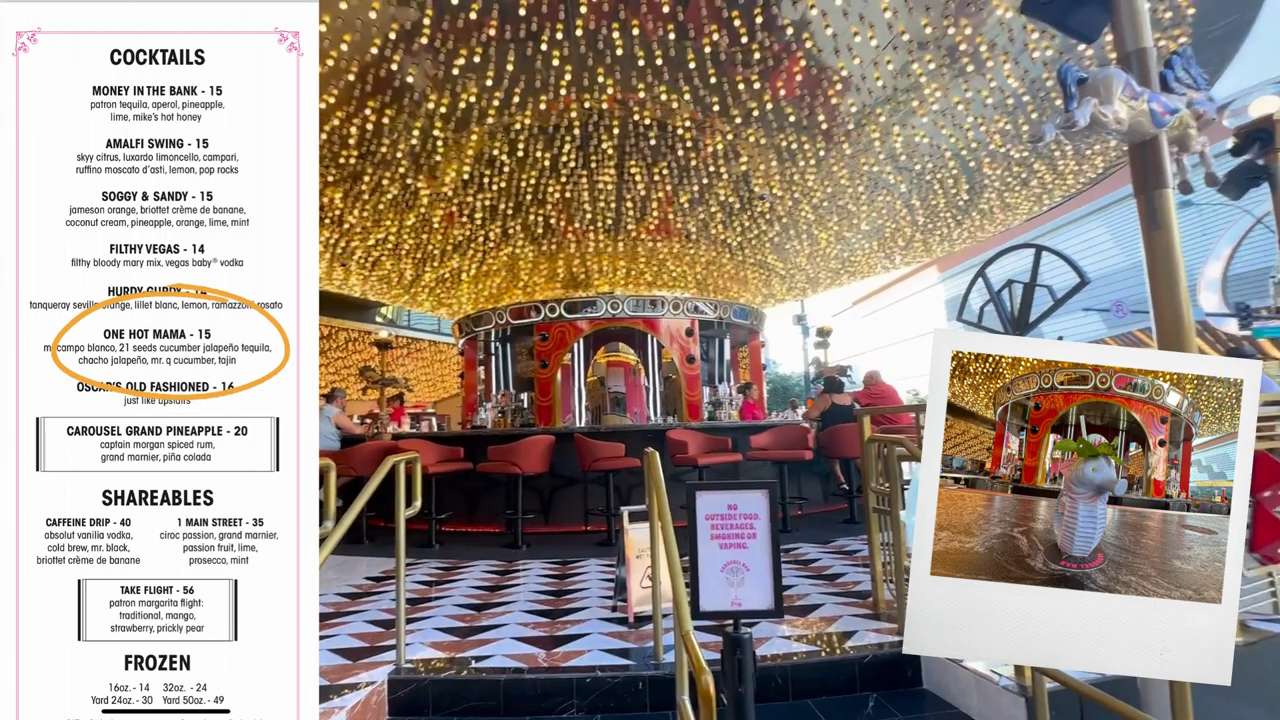 COCKTAILS
MONEY IN THE BANK - 15
patron tequila, aperol, pineapple,
lime, mike's hot honey
AMALFI SWING - 15
skyy citrus, luxardo limoncello, campari,
ruffino moscato d'asti, lemon, pop rocks
SOGGY & SANDY - 15
jameson orange, briottet crème de banane,
coconut cream, pineapple, orange, lime, mint
FILTHY VEGAS - 14
filthy bloody mary mix, vegas baby® vodka
HURDY GURDY - 14
tanqueray seville orange, lillet blanc, lemon, ramazzotti rosato
ONE HOT MAMA - 15
campo blanco, 21 seeds cucumber jalapeño tequila,
chacho jalapeño, mr. q cucumber, tajin
OSCAR'S OLD FASHIONED - 16
just like upstairs
CAROUSEL GRAND PINEAPPLE - 20
captain morgan spiced rum,
grand marnier, piña colada
SHAREABLES
CAFFEINE DRIP - 40
absolut vanilia vodka,
cold brew, mr. black,
briottet crème de banane
1 MAIN STREET - 35
ciroc passion, grand marnier,
passion fruit, lime,
prosecco, mint
TAKE FLIGHT - 56
patron margarita flight:
traditional, mango,
strawberry, prickly pear
FROZEN
16oz. - 14 32oz. - 24
Yard 24oz. - 30 Yard 50oz. - 49
NO
OUTSIDE FOOD,
BEVERAGES,
SMOKING OR
VAPING.
CAROUSEL BAR